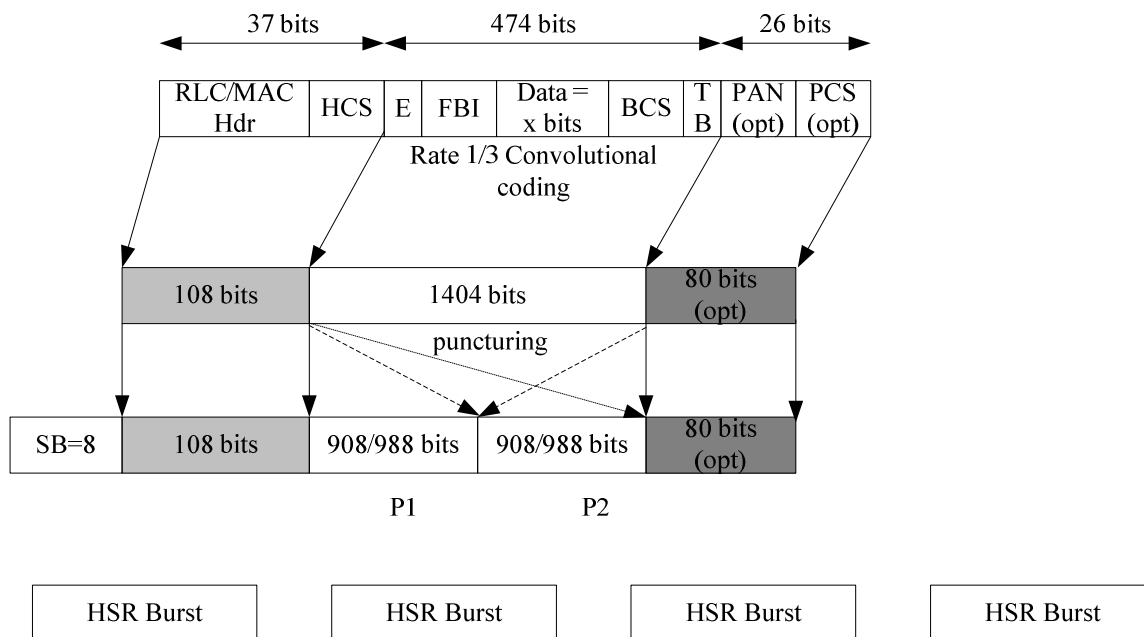 37 bits 474 bits 26 bits
RLC/MAC Hdr HCS E FBI Data = x bits BCS T B PAN (opt) PCS (opt)
Rate 1/3 Convolutional
coding
108 bits 1404 bits 80 bits (opt)
puncturing
SB=8 108 bits 908/988 bits 908/988 bits 80 bits (opt)
P1 P2
HSR Burst HSR Burst HSR Burst HSR Burst